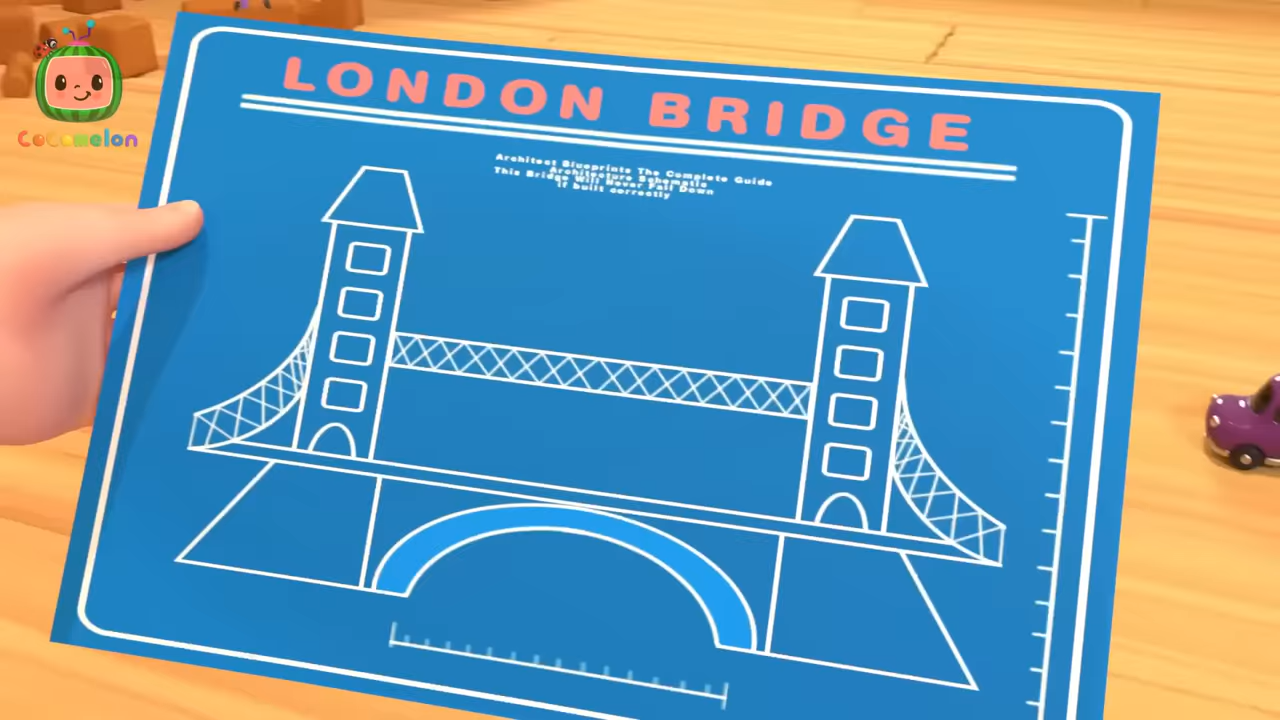 CoComelon
LONDON BRIDGE
Architect Blueprints The Complete Guide
Architecture Schematic
This Bridge Will Never Fall Down
if built correctly